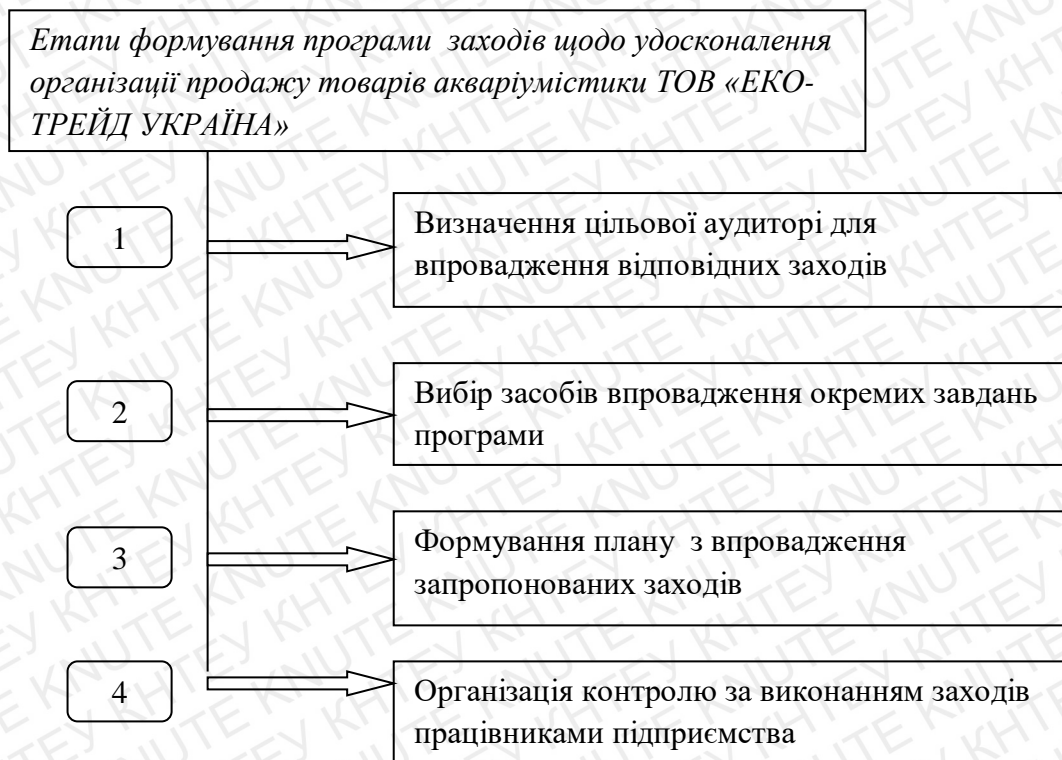 Етапи формування програми заходів щодо удосконалення
організації продажу товарів акваріумістики ТОВ «ЕКО-
ТРЕЙД УКРАЇНА»
1
Визначення цільової аудиторі для
впровадження відповідних заходів
2
Вибір засобів впровадження окремих завдань
програми
3
Формування плану з впровадження
запропонованих заходів
4
Організація контролю за виконанням заходів
працівниками підприємства